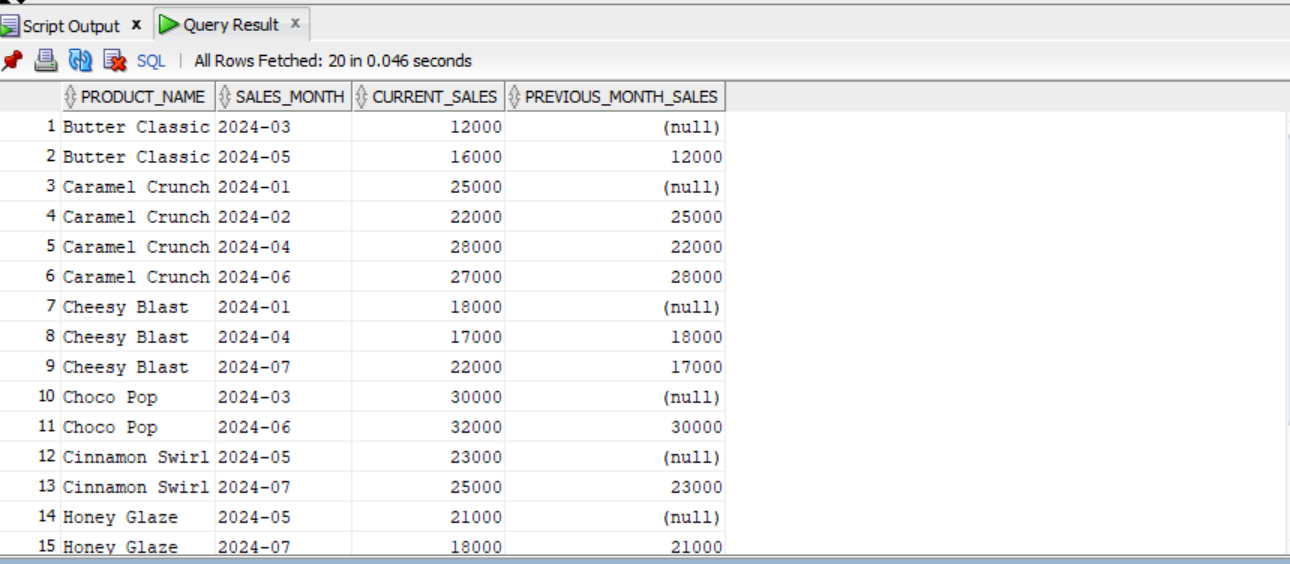 Script Output x Query Result x
SQL | All Rows Fetched: 20 in 0.046 seconds
PRODUCT_NAME SALES_MONTH CURRENT_SALES PREVIOUS_MONTH_SALES
1 Butter Classic 2024-03 12000 (null)
2 Butter Classic 2024-05 16000 12000
3 Caramel Crunch 2024-01 25000 (null)
4 Caramel Crunch 2024-02 22000 25000
5 Caramel Crunch 2024-04 28000 22000
6 Caramel Crunch 2024-06 27000 28000
7 Cheesy Blast 2024-01 18000 (null)
8 Cheesy Blast 2024-04 17000 18000
9 Cheesy Blast 2024-07 22000 17000
10 Choco Pop 2024-03 30000 (null)
11 Choco Pop 2024-06 32000 30000
12 Cinnamon Swirl 2024-05 23000 (null)
13 Cinnamon Swirl 2024-07 25000 23000
14 Honey Glaze 2024-05 21000 (null)
15 Honey Glaze 2024-07 18000 21000